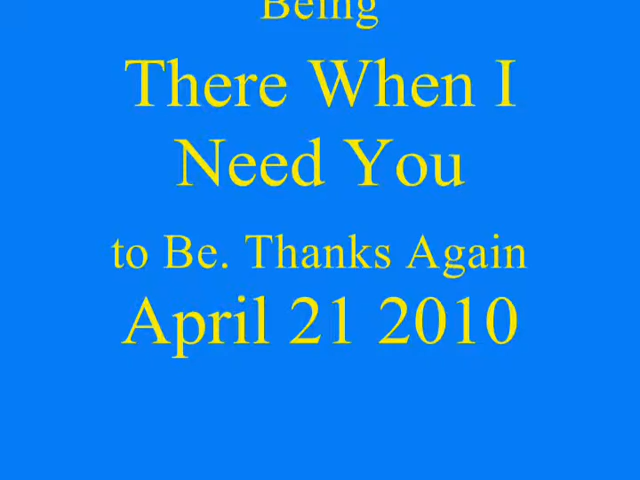 Being
There When I
Need You
to Be. Thanks Again
April 21 2010